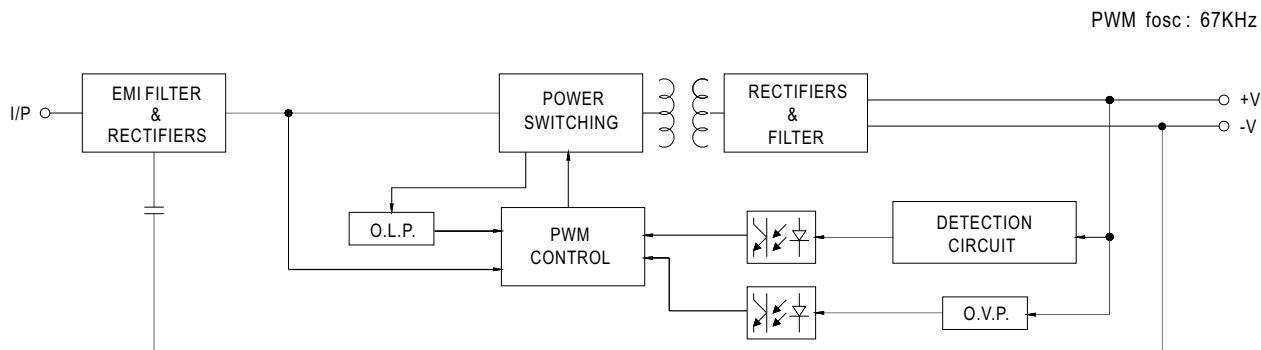 PWM fosc : 67KHz
I/P
EMI FILTER
&
RECTIFIERS
POWER
SWITCHING
RECTIFIERS
&
FILTER
+V
-V
O.L.P.
PWM
CONTROL
DETECTION
CIRCUIT
O.V.P.